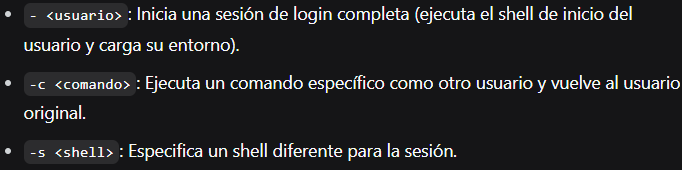 - - <usuario>: Inicia una sesión de login completa (ejecuta el shell de inicio del
usuario y carga su entorno).
- -c <comando>: Ejecuta un comando específico como otro usuario y vuelve al usuario
original.
- -s <shell>: Especifica un shell diferente para la sesión.